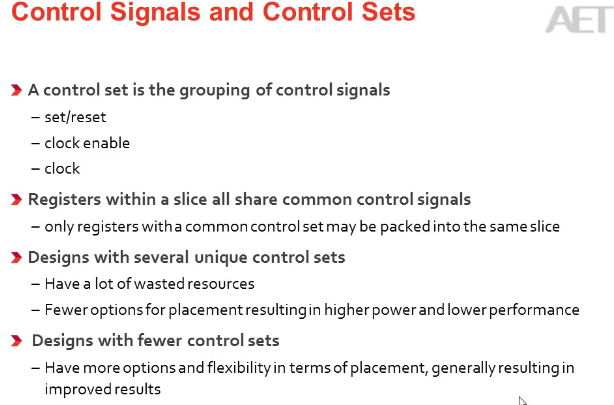 Control Signals and Control Sets
AET
A control set is the grouping of control signals
– set/reset
– clock enable
– clock
Registers within a slice all share common control signals
– only registers with a common control set may be packed into the same slice
Designs with several unique control sets
– Have a lot of wasted resources
– Fewer options for placement resulting in higher power and lower performance
Designs with fewer control sets
– Have more options and flexibility in terms of placement, generally resulting in
improved results